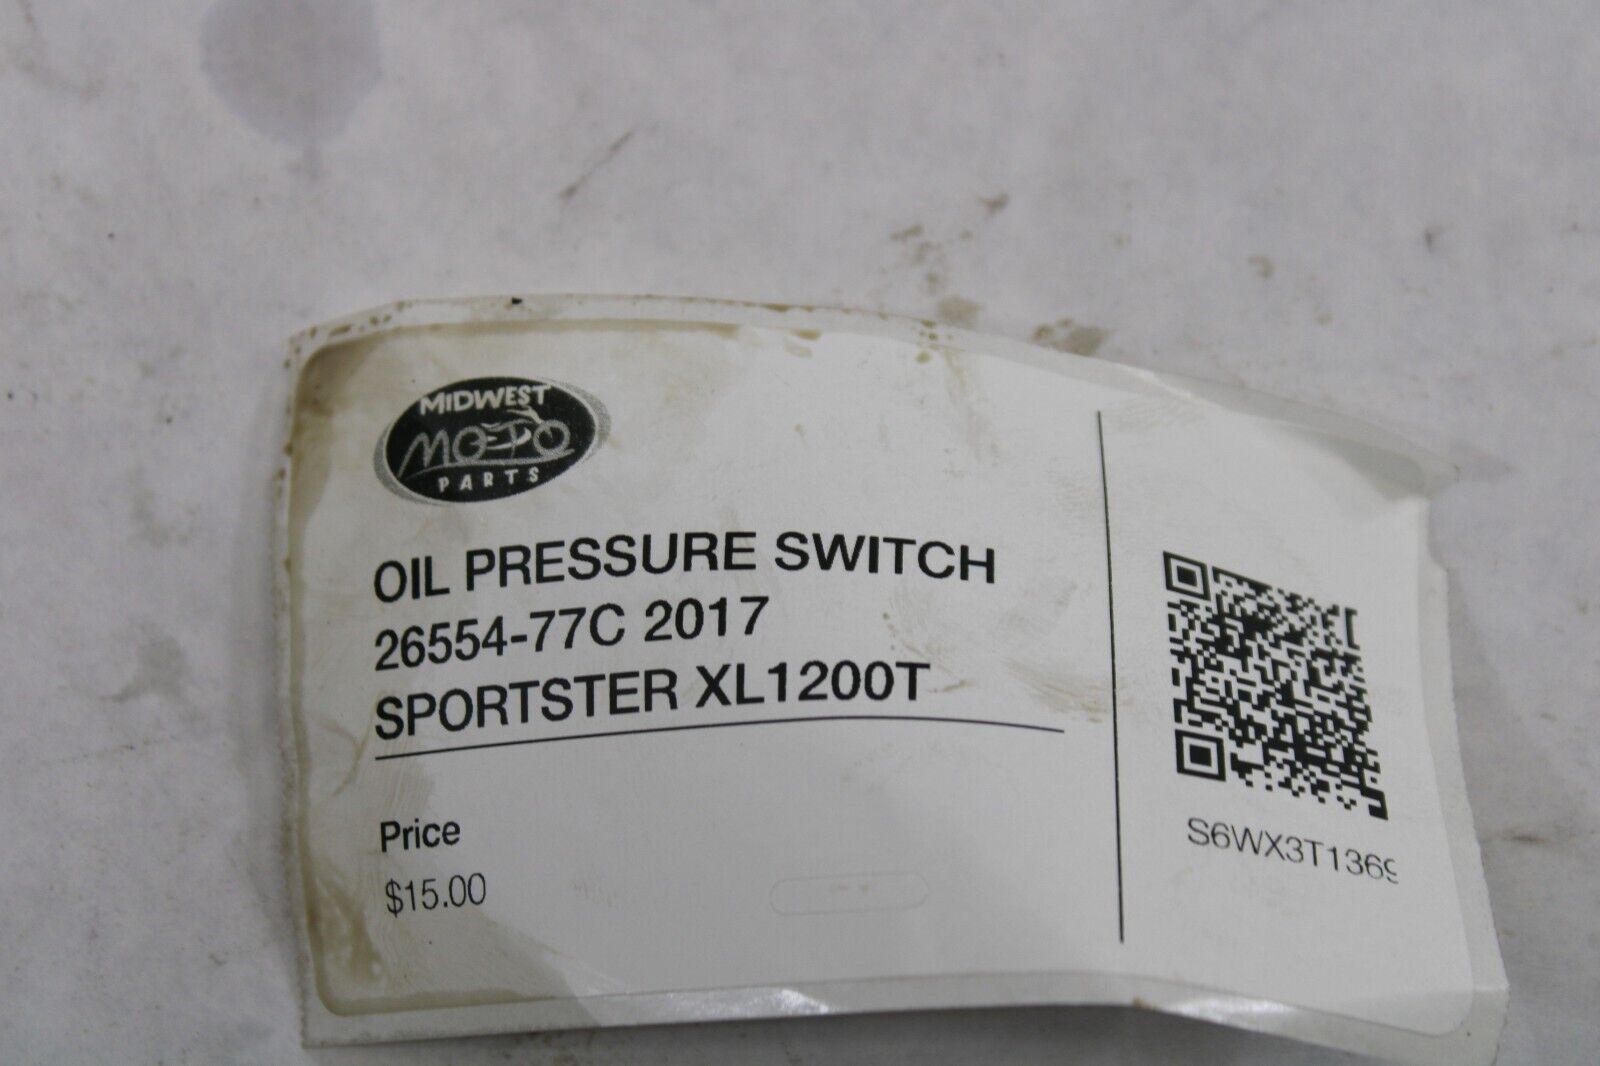 MIDWEST
MOTO
PARTS
OIL PRESSURE SWITCH
26554-77C 2017
SPORTSTER XL1200T
Price
$15.00
S6WX3T1369